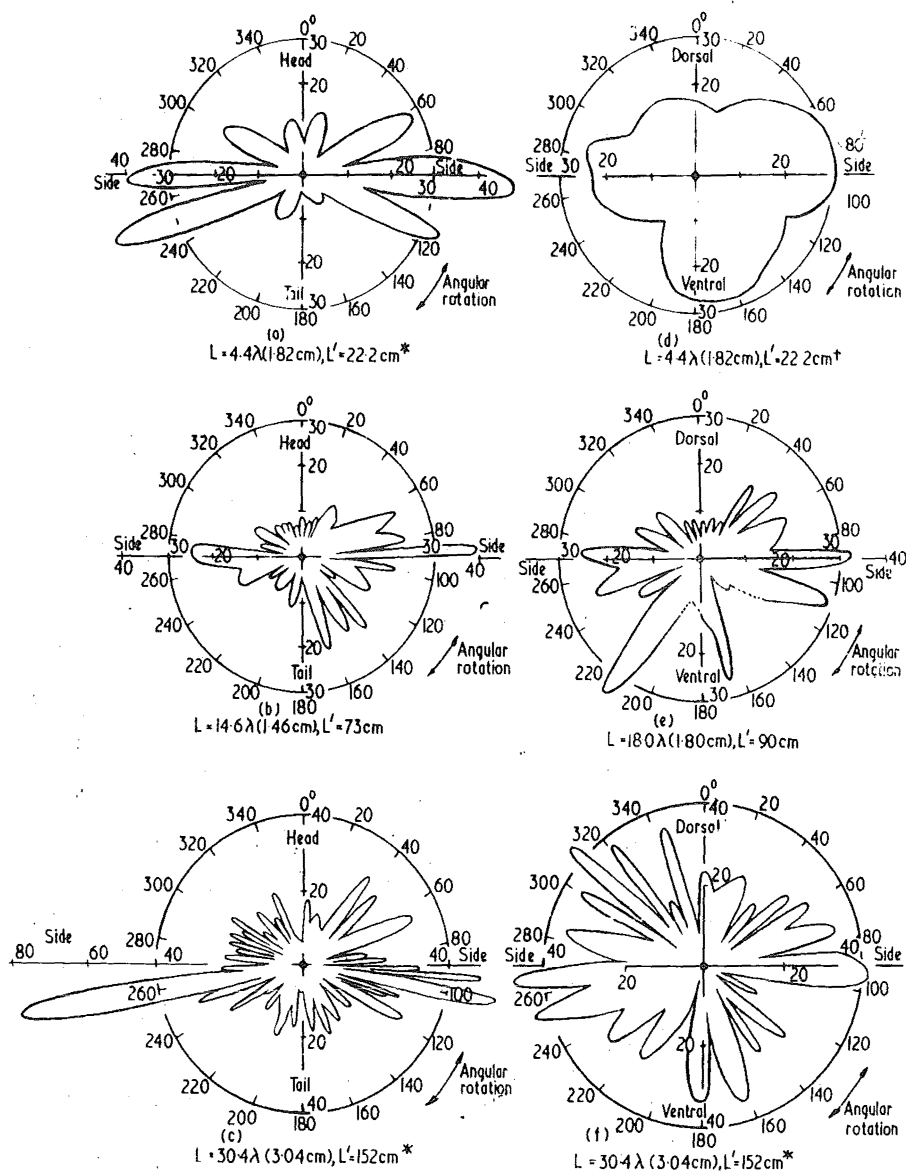 0°
340 30 20
320 Head 40
20
300 60
280 80
40 20 Side
Side 30 20 30 40
260
240 120
20
220 140 Angular
Tail rotation
200 30 160
180
(a)
L = 4·4λ(1·82cm), L' = 22·2cm*
0°
340 30 20
320 Dorsal 40
20
300 60
280 80
Side 30 20 20 Side
260 100
240 120
20
220 Ventral 140 Angular
rotation
200 30 160
180
(d)
L = 4·4λ(1·82cm), L' = 22·2cm†
0°
340 30 20
320 Head 40
20
300 60
280 80
Side 30 20 30 Side
40 40
260 100
240 120
20
220 140 Angular
Tail rotation
200 30 160
180
(b)
L = 14·6λ(1·46cm), L' = 73cm
0°
340 30 20
320 Dorsal 40
20
300 60
280 80
30 20 20 30 40
Side Side
260 100
240 120
20
220 Ventral 140 Angular
rotation
200 30 160
180
(e)
L = 18·0λ(1·80cm), L' = 90cm
0°
340 40 20
320 Head 40
20
300 60
Side 280 80
80 60 40 40 Side
260 100
240 20 120
220 Tail 140 Angular
rotation
200 40 160
180
(c)
L = 30·4λ (3·04cm), L' = 152cm*
0°
340 40 20
320 Dorsal 40
20
300 60
280 80
Side 40 40 Side
20 20
260 100
240 20 120
220 140
Ventral Angular
200 40 160 rotation
180
(f)
L = 30·4λ (3·04cm), L' = 152cm*